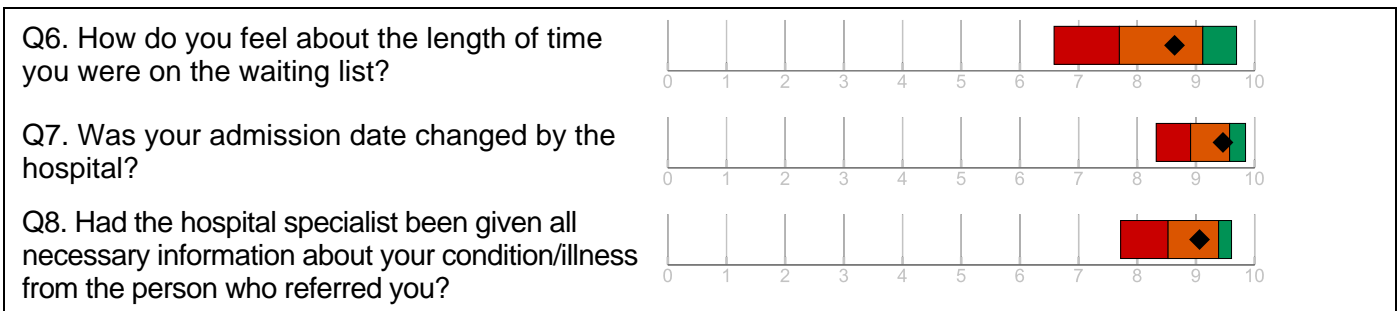 Q6. How do you feel about the length of time
you were on the waiting list?
0 1 2 3 4 5 6 7 8 9 10
Q7. Was your admission date changed by the
hospital?
0 1 2 3 4 5 6 7 8 9 10
Q8. Had the hospital specialist been given all
necessary information about your condition/illness
from the person who referred you?
0 1 2 3 4 5 6 7 8 9 10